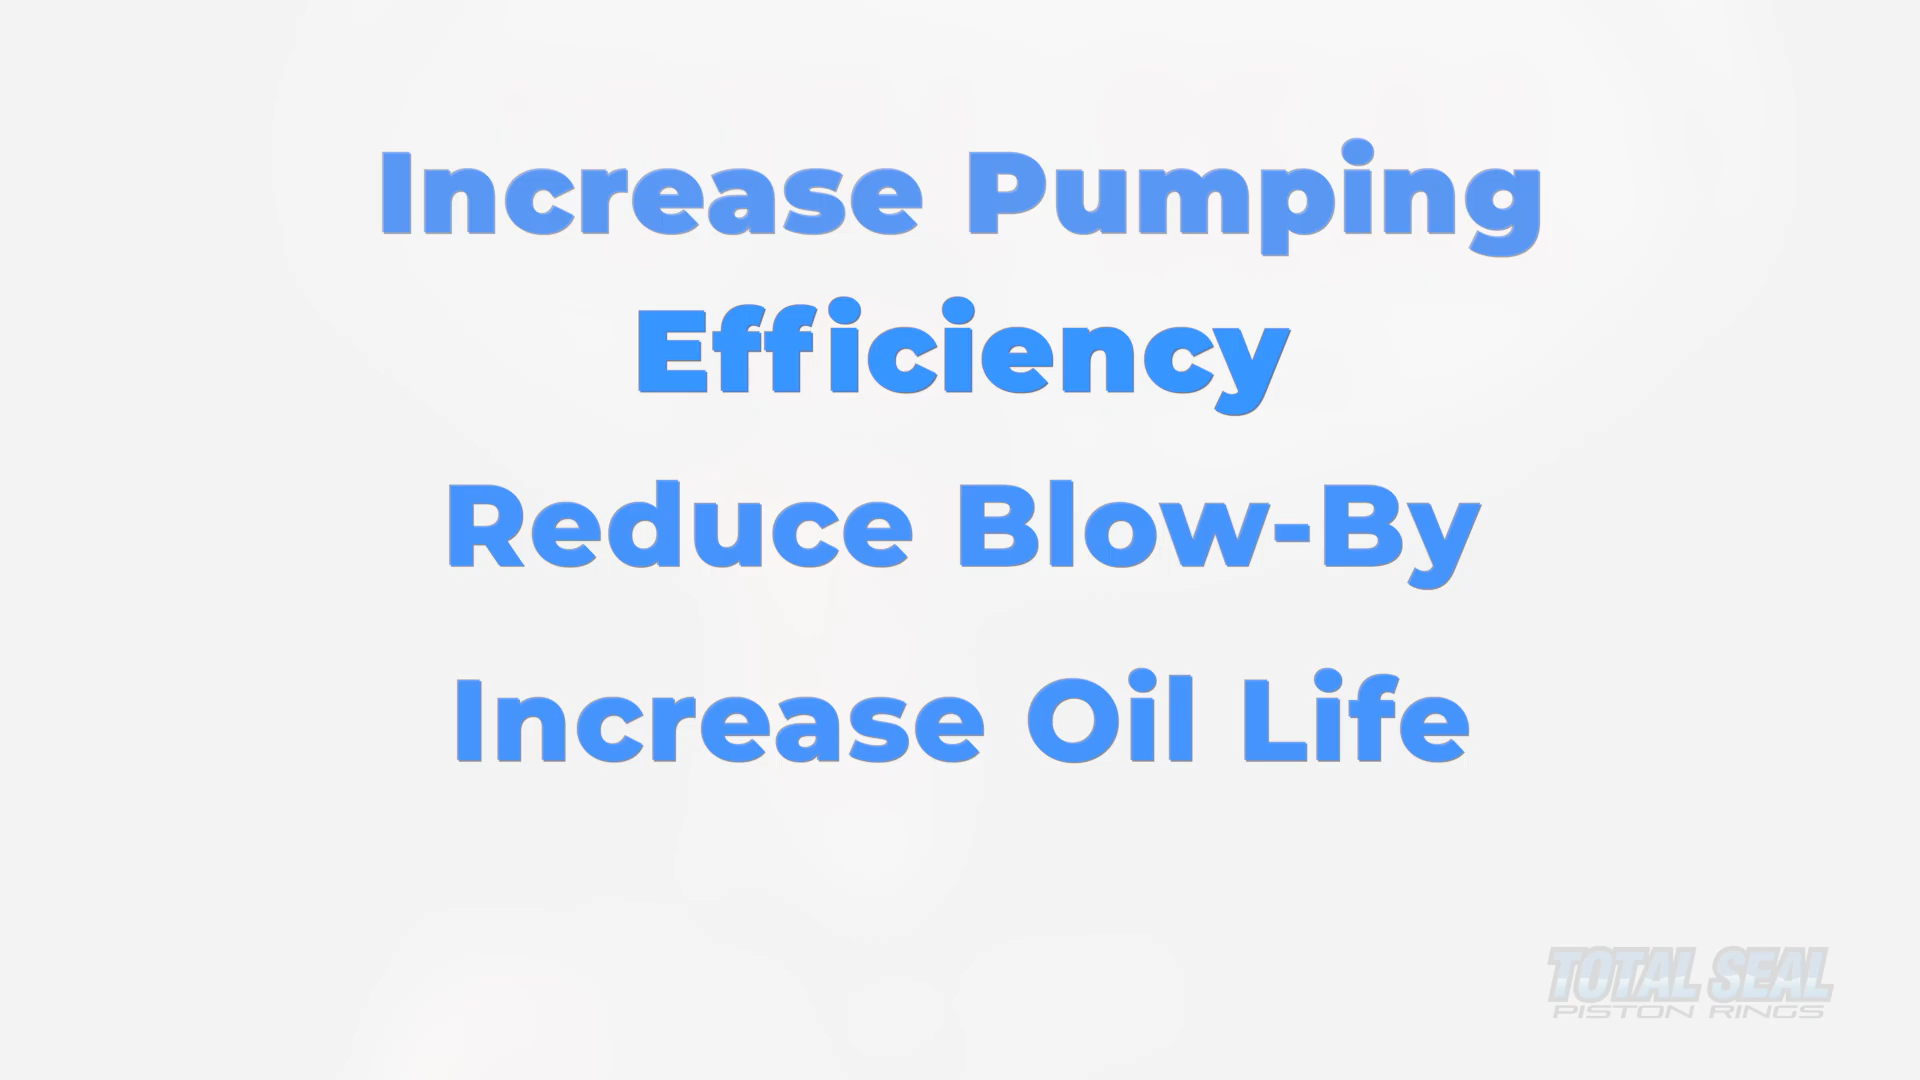 Increase Pumping
Efficiency
Reduce Blow-By
Increase Oil Life
TOTAL SEAL
PISTON RINGS